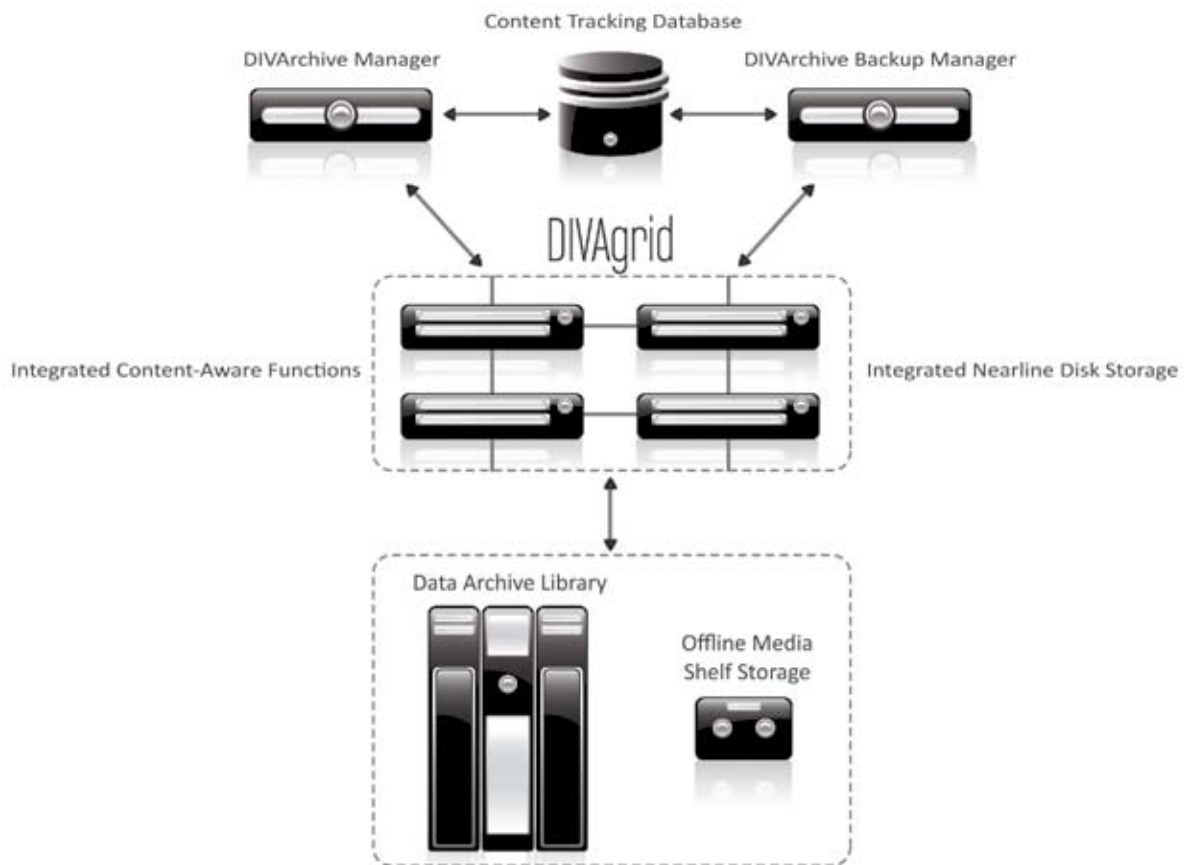 Content Tracking Database
DIVArchive Manager
DIVArchive Backup Manager
DIVAgrid
Integrated Content-Aware Functions
Integrated Nearline Disk Storage
Data Archive Library
Offline Media
Shelf Storage